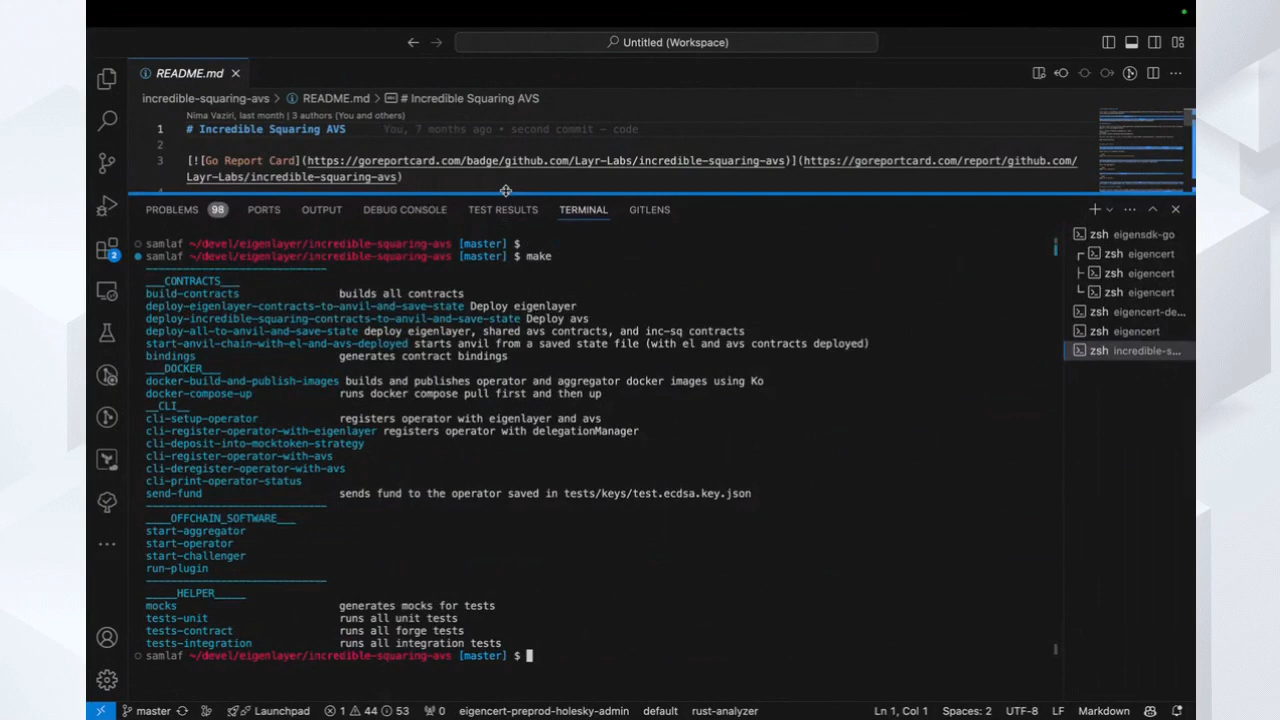 Untitled (Workspace)
README.md
incredible-squaring-avs > README.md > # Incredible Squaring AVS
Nima Vaziri, last month | 3 authors (You and others)
1 # Incredible Squaring AVS You, 7 months ago • second commit – code
2
3 [![Go Report Card](https://goreportcard.com/badge/github.com/Layr-Labs/incredible-squaring-avs)](https://goreportcard.com/report/github.com/
Layr-Labs/incredible-squaring-avs)
PROBLEMS 98 PORTS OUTPUT DEBUG CONSOLE TEST RESULTS TERMINAL GITLENS
samlaf ~/devel/eigenlayer/incredible-squaring-avs [master] $
samlaf ~/devel/eigenlayer/incredible-squaring-avs [master] $ make
___CONTRACTS___
build-contracts builds all contracts
deploy-eigenlayer-contracts-to-anvil-and-save-state Deploy eigenlayer
deploy-incredible-squaring-contracts-to-anvil-and-save-state Deploy avs
deploy-all-to-anvil-and-save-state deploy eigenlayer, shared avs contracts, and inc-sq contracts
start-anvil-chain-with-el-and-avs-deployed starts anvil from a saved state file (with el and avs contracts deployed)
bindings generates contract bindings
___DOCKER___
docker-build-and-publish-images builds and publishes operator and aggregator docker images using Ko
docker-compose-up runs docker compose pull first and then up
__CLI__
cli-setup-operator registers operator with eigenlayer and avs
cli-register-operator-with-eigenlayer registers operator with delegationManager
cli-deposit-into-mocktoken-strategy
cli-register-operator-with-avs
cli-deregister-operator-with-avs
cli-print-operator-status
send-fund sends fund to the operator saved in tests/keys/test.ecdsa.key.json
____OFFCHAIN_SOFTWARE___
start-aggregator
start-operator
start-challenger
run-plugin
_____HELPER_____
mocks generates mocks for tests
tests-unit runs all unit tests
tests-contract runs all forge tests
tests-integration runs all integration tests
samlaf ~/devel/eigenlayer/incredible-squaring-avs [master] $
zsh eigensdk-go
zsh eigencert
zsh eigencert
zsh eigencert
zsh eigencert-de...
zsh eigencert
zsh incredible-s...
2
master Launchpad 1 44 53 0 eigencert-preprod-holesky-admin default rust-analyzer Ln 1, Col 1 Spaces: 2 UTF-8 LF Markdown